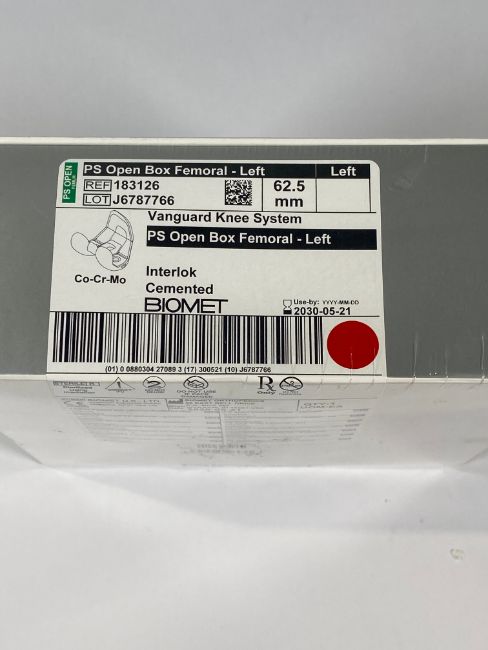 PS OPEN
PS Open Box Femoral - Left
Left
REF 183126
LOT J6787766
62.5
mm
Vanguard Knee System
PS Open Box Femoral - Left
Co-Cr-Mo
Interlok
Cemented
BIOMET
Use-by: YYYY-MM-DD
2030-05-21
(01) 0 0880304 27089 3 (17) 300521 (10) J6787766
STERILE R
Rx
Only